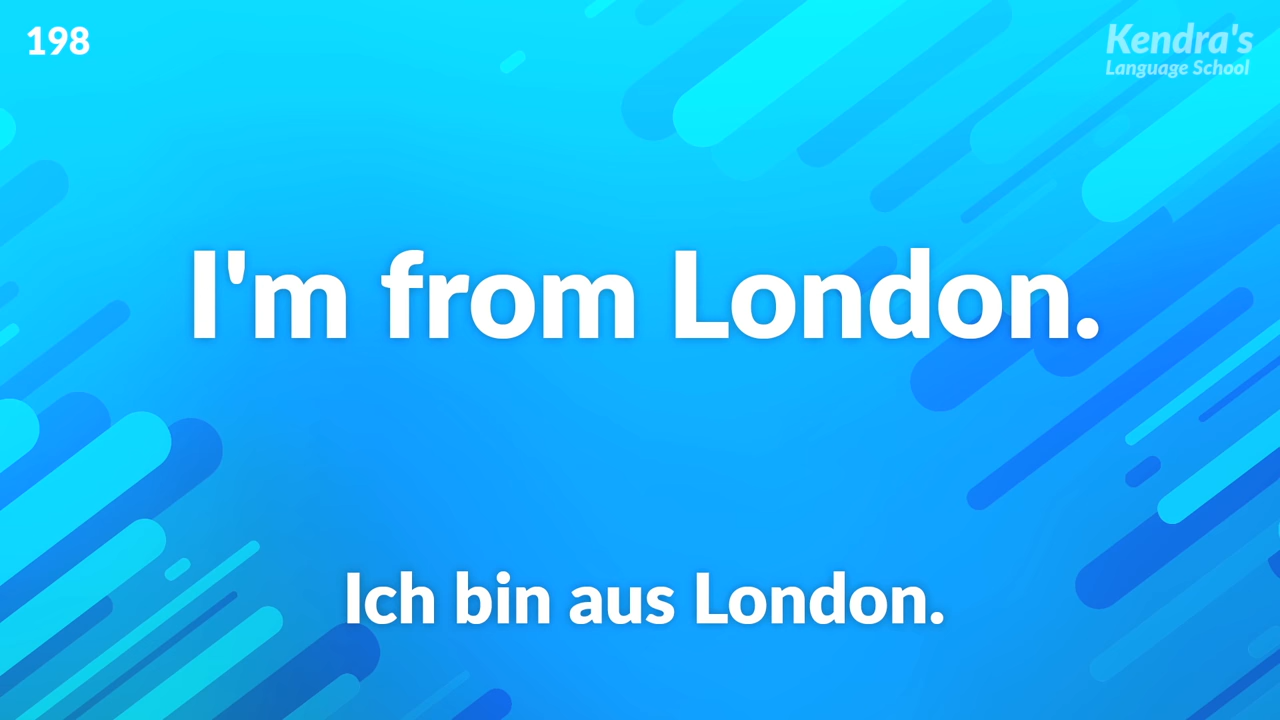 198
Kendra's
Language School
I'm from London.
Ich bin aus London.